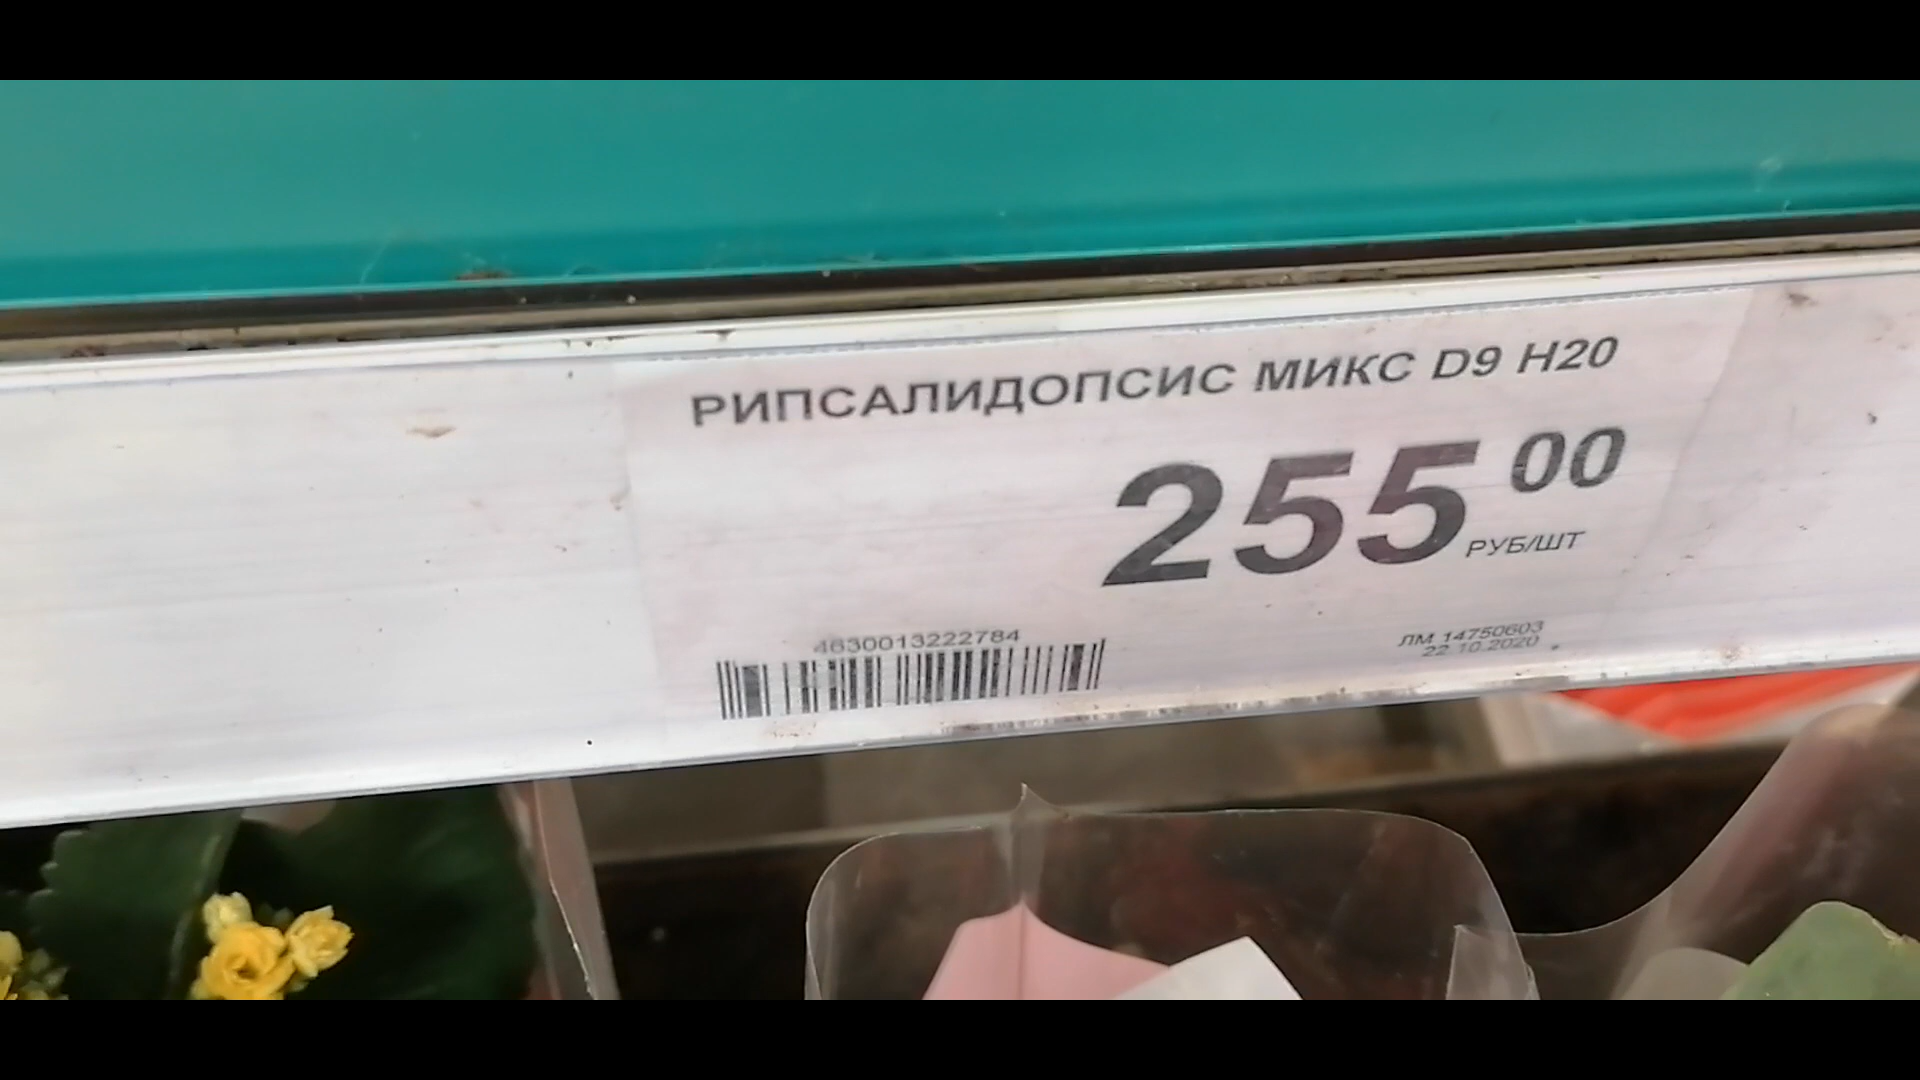 РИПСАЛИДОПСИС МИКС D9 H20
255 00
РУБ/ШТ
4630013222784
ЛМ 14750603
22.10.2020